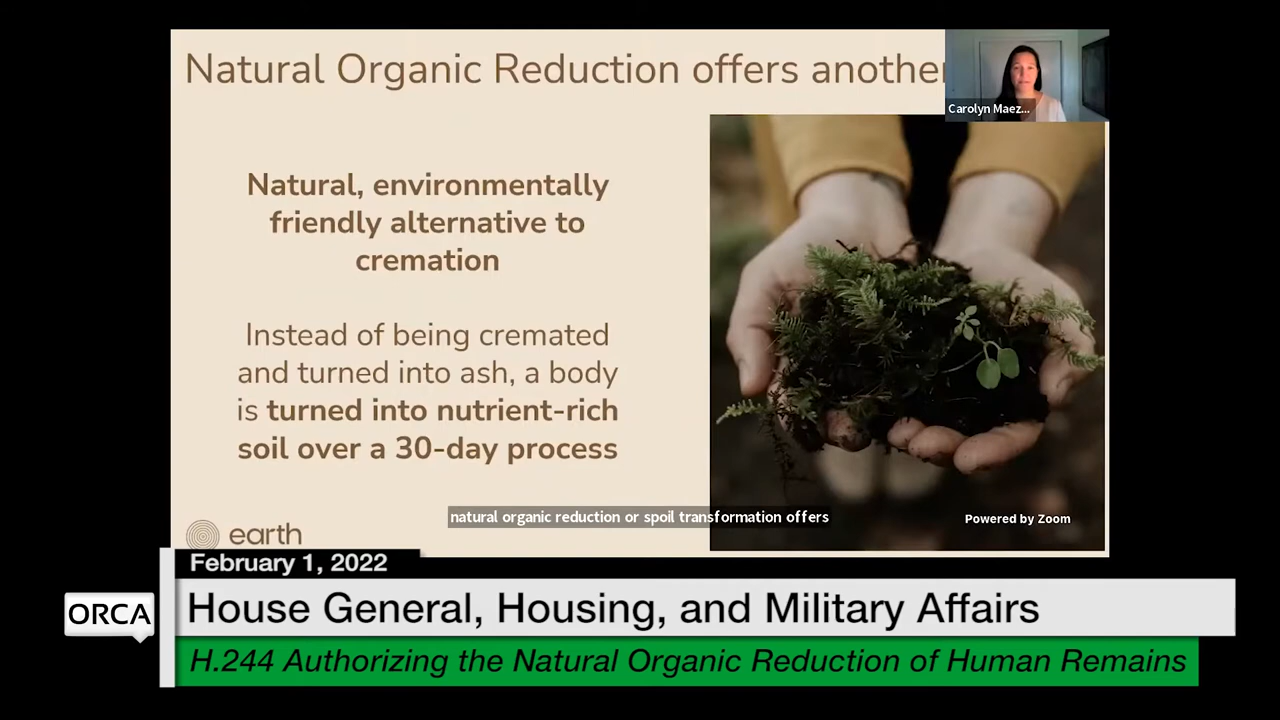 Natural Organic Reduction offers another
Carolyn Maez...
Natural, environmentally
friendly alternative to
cremation
Instead of being cremated
and turned into ash, a body
is turned into nutrient-rich
soil over a 30-day process
earth
natural organic reduction or spoil transformation offers
Powered by Zoom
February 1, 2022
ORCA
House General, Housing, and Military Affairs
H.244 Authorizing the Natural Organic Reduction of Human Remains